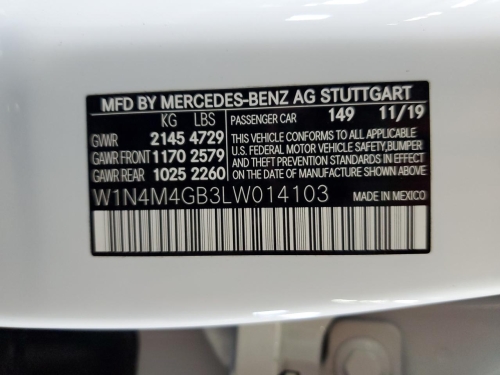 MFD BY MERCEDES-BENZ AG STUTTGART
KG LBS PASSENGER CAR 149 11/19
GVWR 2145 4729 THIS VEHICLE CONFORMS TO ALL APPLICABLE
GAWR FRONT 1170 2579 U.S. FEDERAL MOTOR VEHICLE SAFETY, BUMPER
GAWR REAR 1025 2260 AND THEFT PREVENTION STANDARDS IN EFFECT
ON THE DATE OF MANUFACTURE SHOWN ABOVE.
W1N4M4GB3LW014103 MADE IN MEXICO